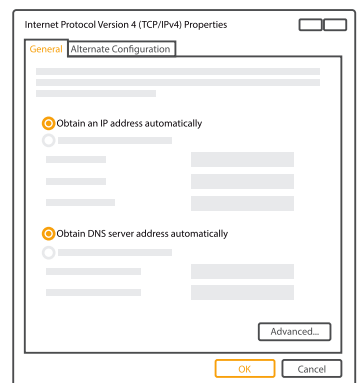 Internet Protocol Version 4 (TCP/IPv4) Properties
General
Alternate Configuration
Obtain an IP address automatically
Obtain DNS server address automatically
Advanced...
OK
Cancel